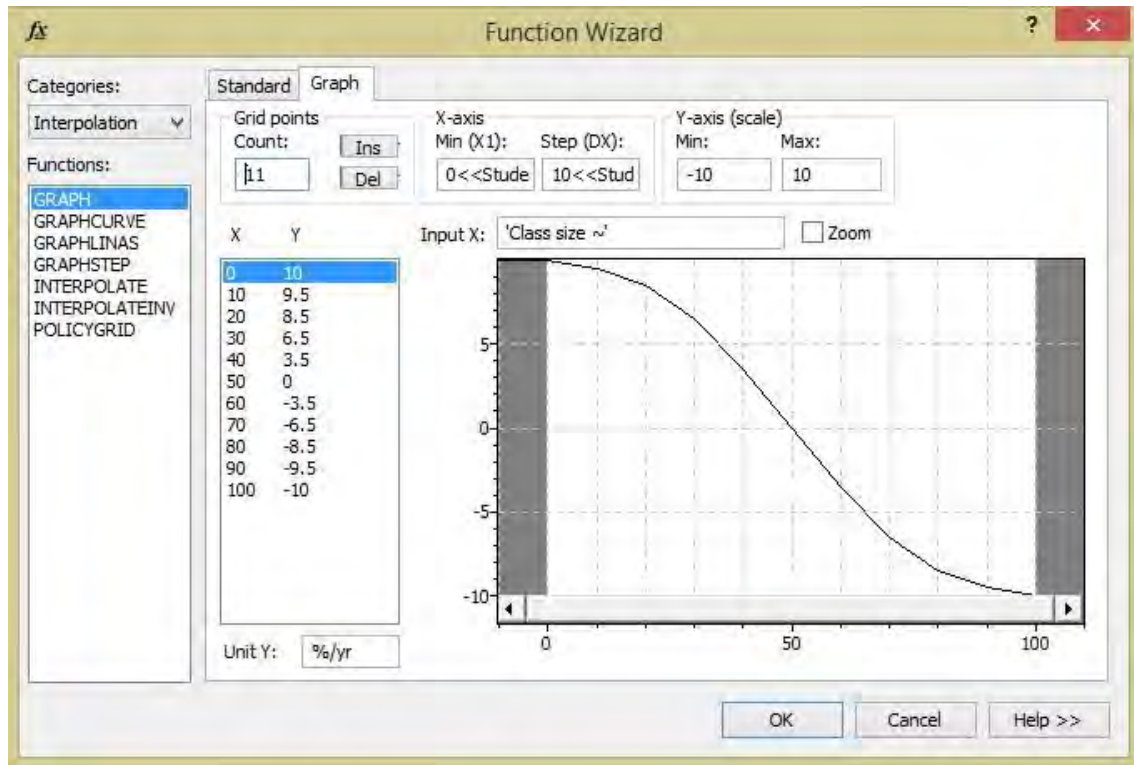 fx
Function Wizard
?
×
Categories:
Interpolation
Functions:
GRAPH
GRAPHCURVE
GRAPHLINAS
GRAPHSTEP
INTERPOLATE
INTERPOLATEINV
POLICYGRID
Standard Graph
Grid points
Count:
Ins
11
Del
X-axis
Min (X1): Step (DX):
0<<Stude 10<<Stud
Y-axis (scale)
Min: Max:
-10 10
X Y
Input X: 'Class size ~'
Zoom
0 10
10 9.5
20 8.5
30 6.5
40 3.5
50 0
60 -3.5
70 -6.5
80 -8.5
90 -9.5
100 -10
5
0
-5
-10
0 50 100
Unit Y: %/yr
OK Cancel Help >>